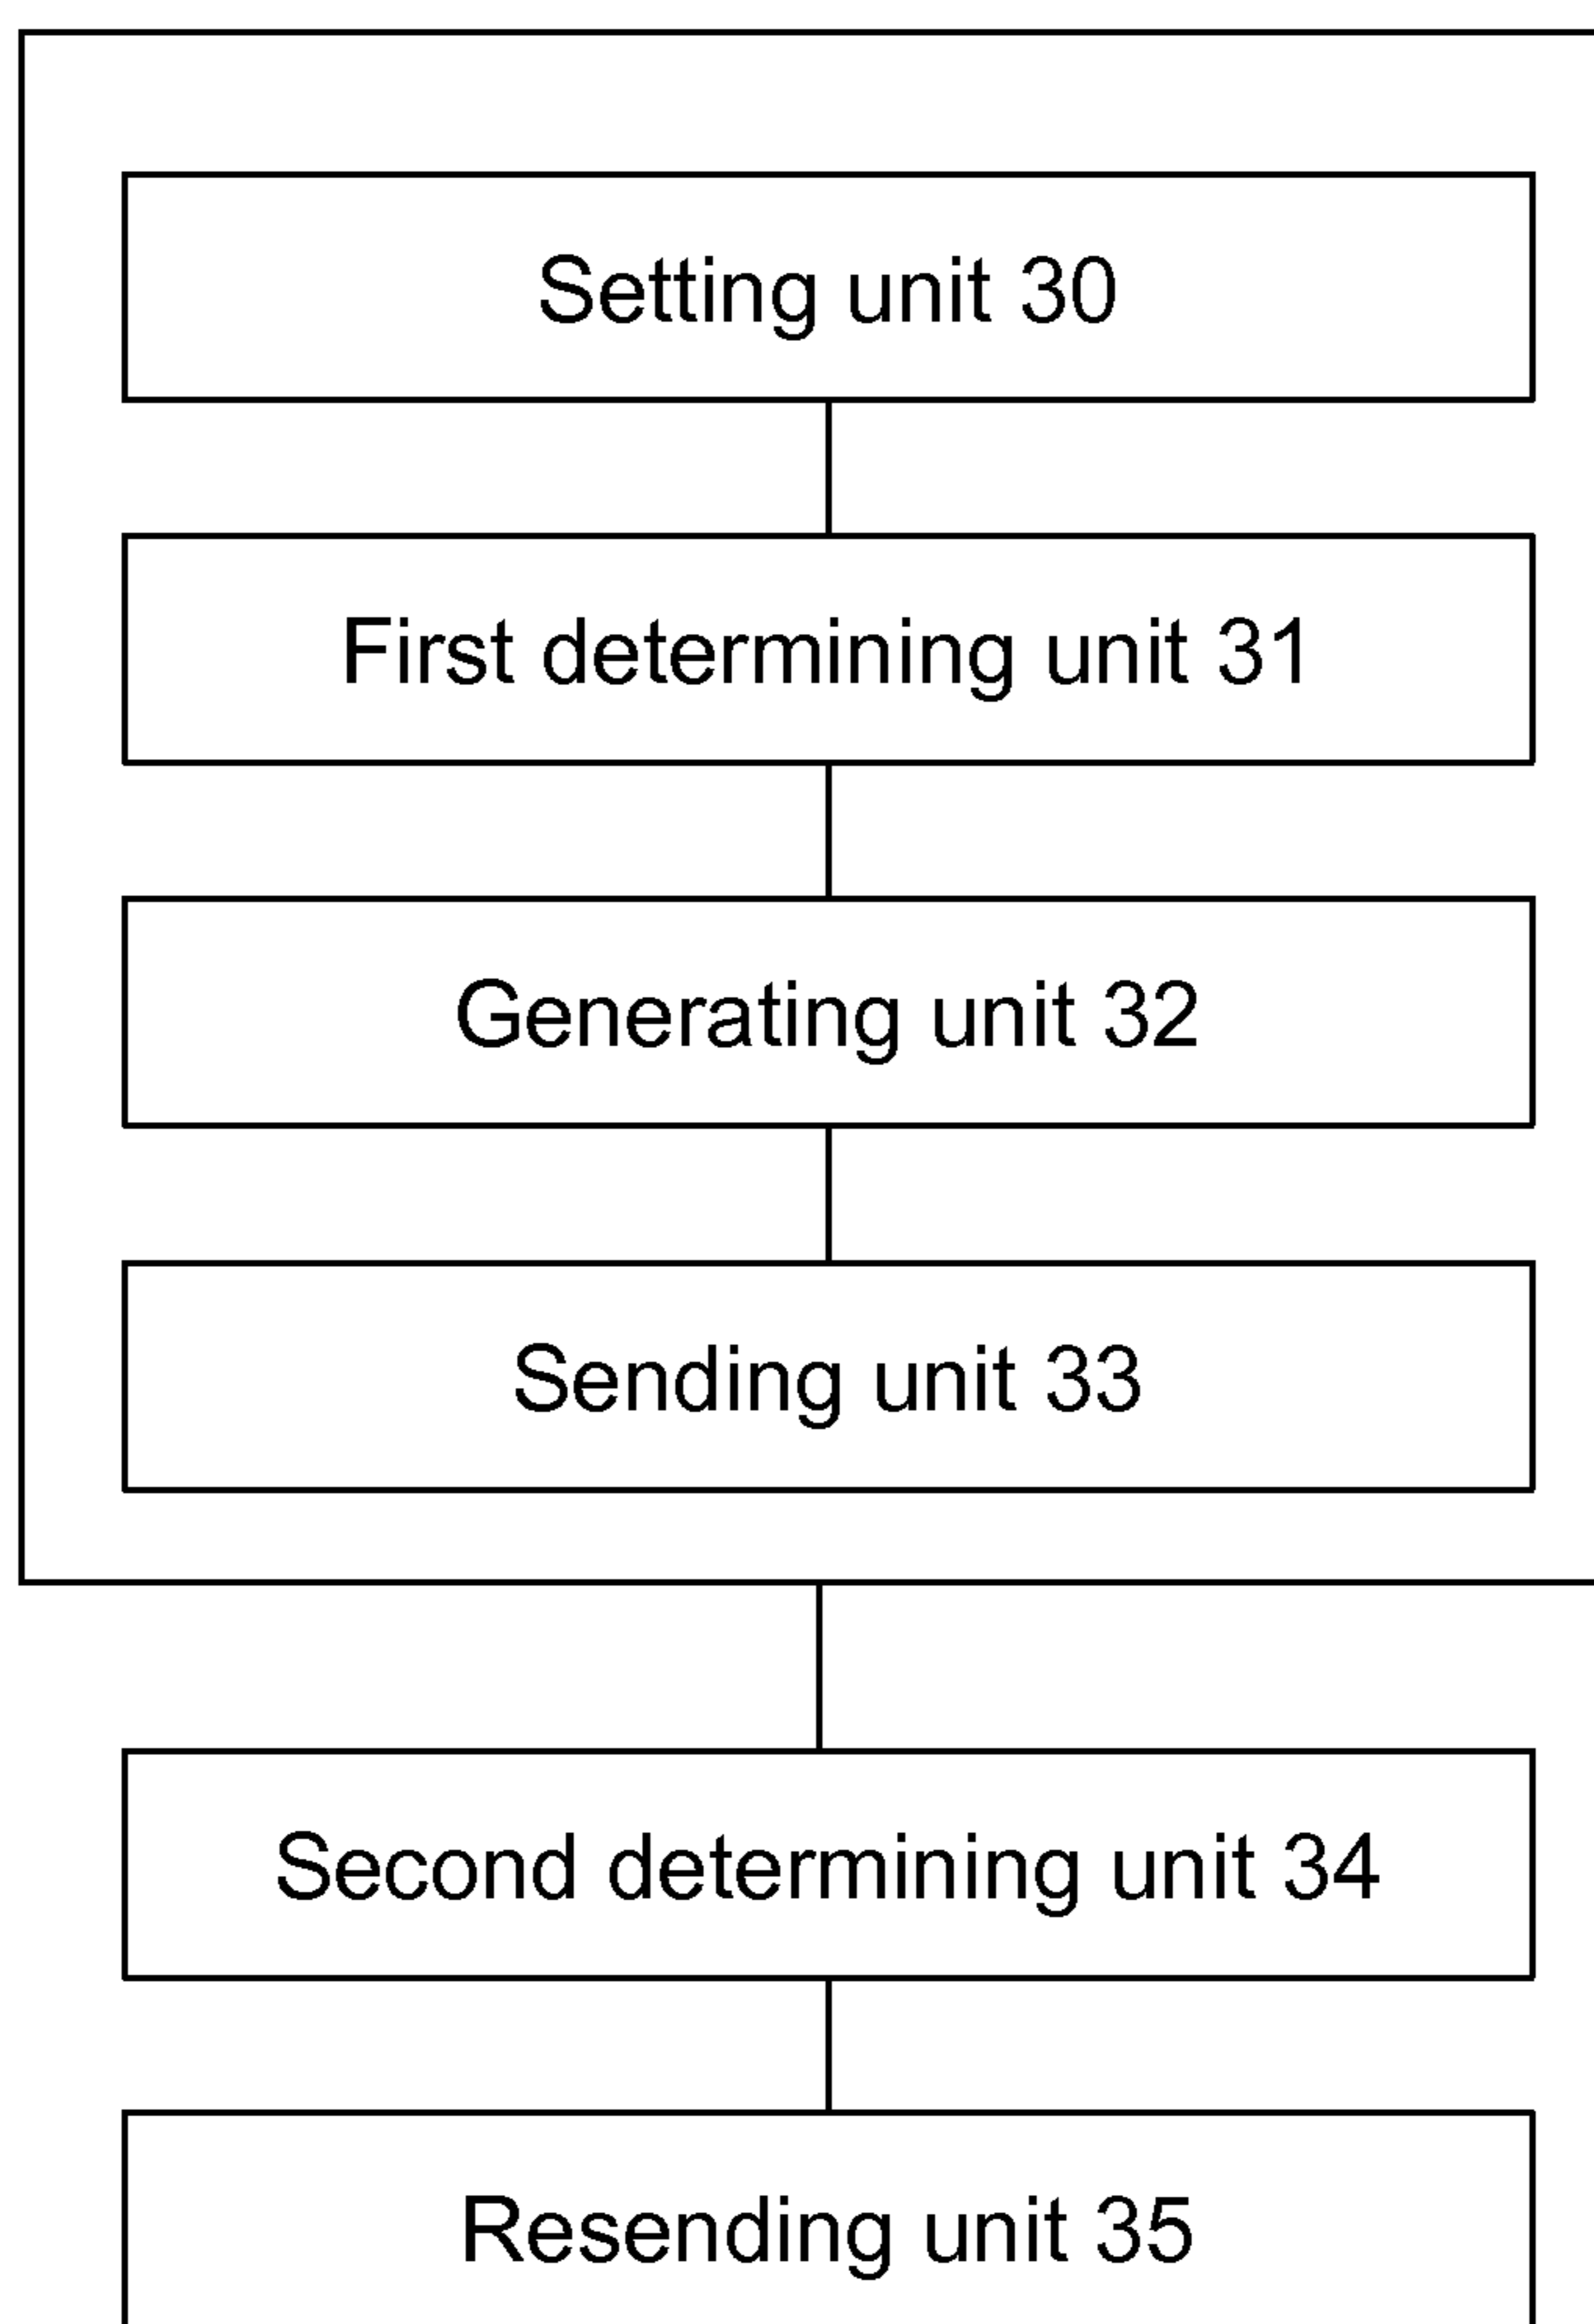 Setting unit 30
First determining unit 31
Generating unit 32
Sending unit 33
Second determining unit 34
Resending unit 35